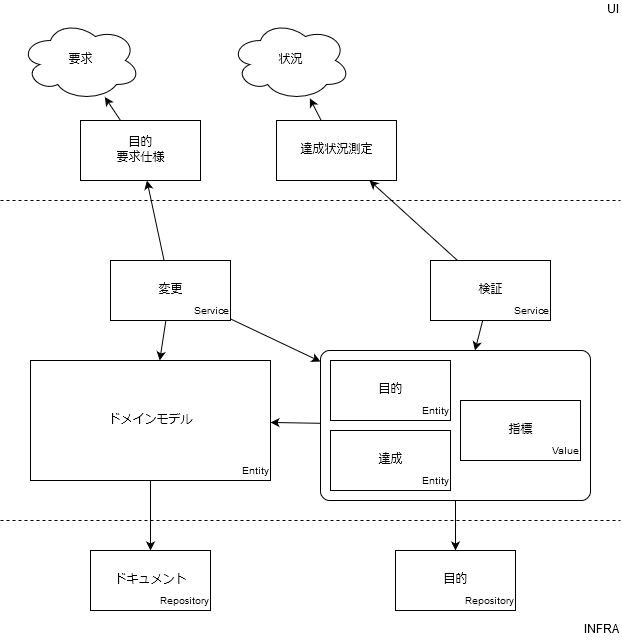 UI
要求
状況
目的
要求仕様
達成状況測定
変更
Service
検証
Service
ドメインモデル
Entity
目的
Entity
指標
Value
達成
Entity
ドキュメント
Repository
目的
Repository
INFRA